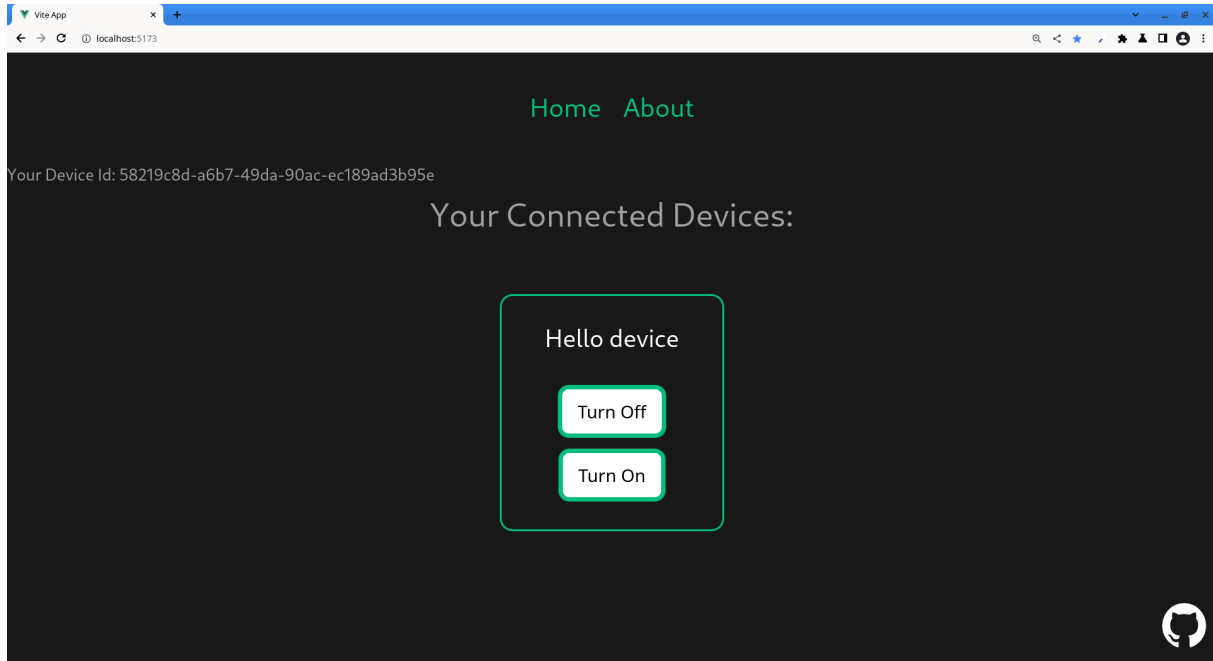 Vite App
localhost:5173
Home About
Your Device Id: 58219c8d-a6b7-49da-90ac-ec189ad3b95e
Your Connected Devices:
Hello device
Turn Off
Turn On